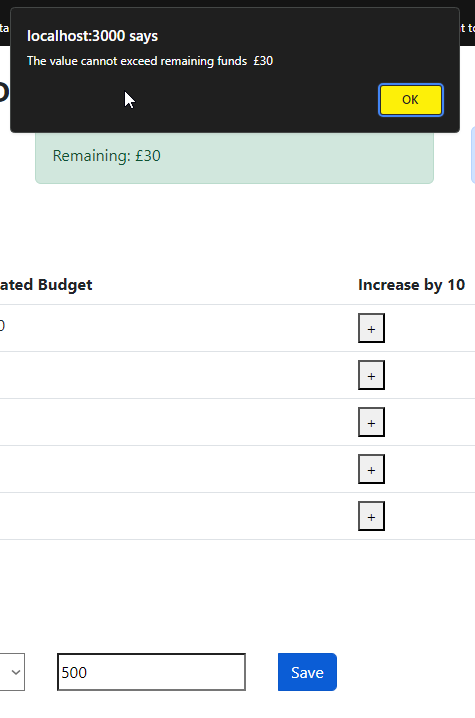 localhost:3000 says
The value cannot exceed remaining funds £30
OK
Remaining: £30
ated Budget Increase by 10
0 +
+
+
+
+
500 Save